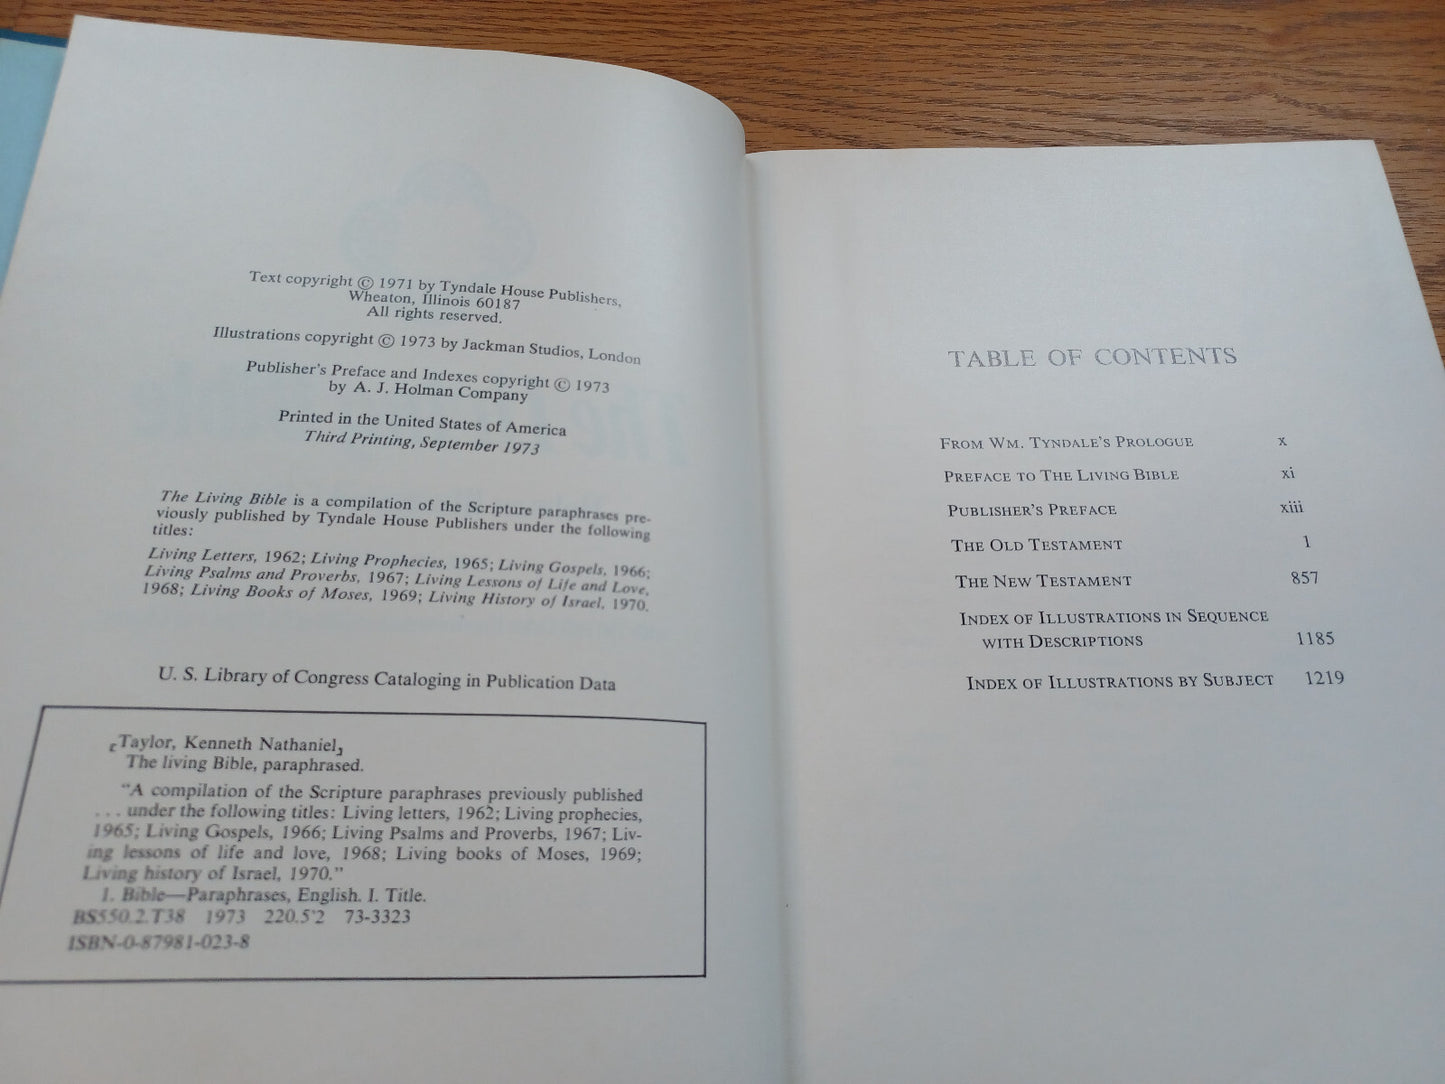 Text copyright © 1971 by Tyndale House Publishers,
Wheaton, Illinois 60187
All rights reserved.
Illustrations copyright © 1973 by Jackman Studios, London
Publisher's Preface and Indexes copyright © 1973
by A. J. Holman Company
Printed in the United States of America
Third Printing, September 1973
The Living Bible is a compilation of the Scripture paraphrases pre-
viously published by Tyndale House Publishers under the following
titles:
Living Letters, 1962; Living Prophecies, 1965; Living Gospels, 1966;
Living Psalms and Proverbs, 1967; Living Lessons of Life and Love,
1968; Living Books of Moses, 1969; Living History of Israel, 1970.
U. S. Library of Congress Cataloging in Publication Data
[Taylor, Kenneth Nathaniel]
The living Bible, paraphrased.
"A compilation of the Scripture paraphrases previously published
. . . under the following titles: Living letters, 1962; Living prophecies,
1965; Living Gospels, 1966; Living Psalms and Proverbs, 1967; Liv-
ing lessons of life and love, 1968; Living books of Moses, 1969;
Living history of Israel, 1970."
1. Bible—Paraphrases, English. I. Title.
BS550.2.T38 1973 220.5'2 73-3323
ISBN-0-87981-023-8
TABLE OF CONTENTS
FROM WM. TYNDALE'S PROLOGUE x
PREFACE TO THE LIVING BIBLE xi
PUBLISHER'S PREFACE xiii
THE OLD TESTAMENT 1
THE NEW TESTAMENT 857
INDEX OF ILLUSTRATIONS IN SEQUENCE
WITH DESCRIPTIONS 1185
INDEX OF ILLUSTRATIONS BY SUBJECT 1219